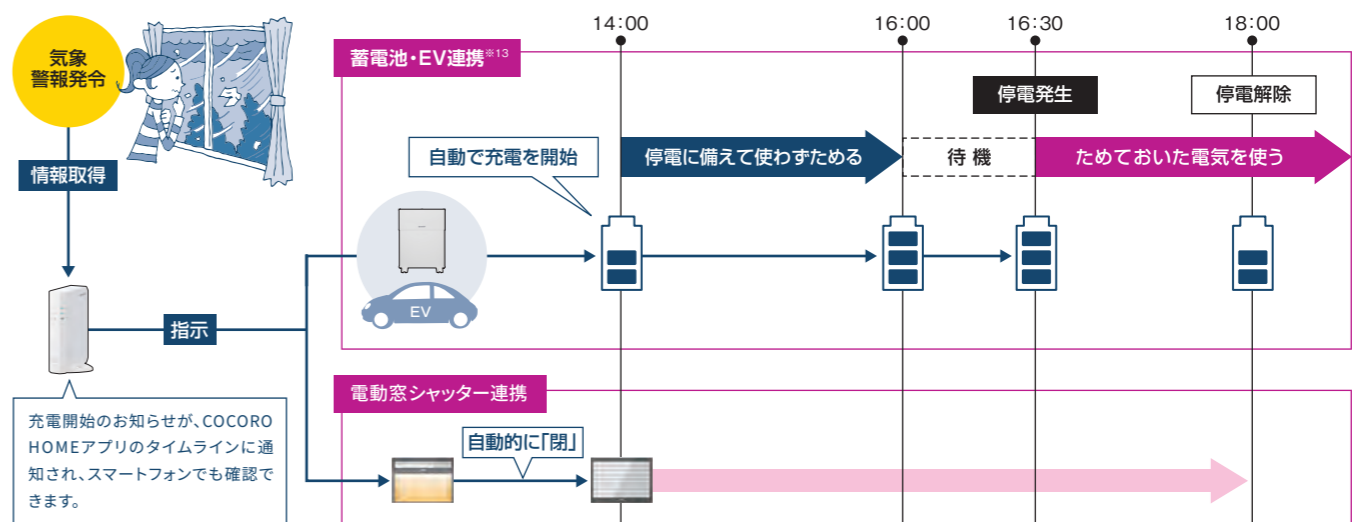 気象
警報発令
情報取得
指示
充電開始のお知らせが、COCORO
HOMEアプリのタイムラインに通
知され、スマートフォンでも確認で
きます。
14:00
16:00
16:30
18:00
蓄電池・EV連携※13
停電発生
停電解除
自動で充電を開始
停電に備えて使わずためる
待機
ためておいた電気を使う
EV
電動窓シャッター連携
自動的に「閉」